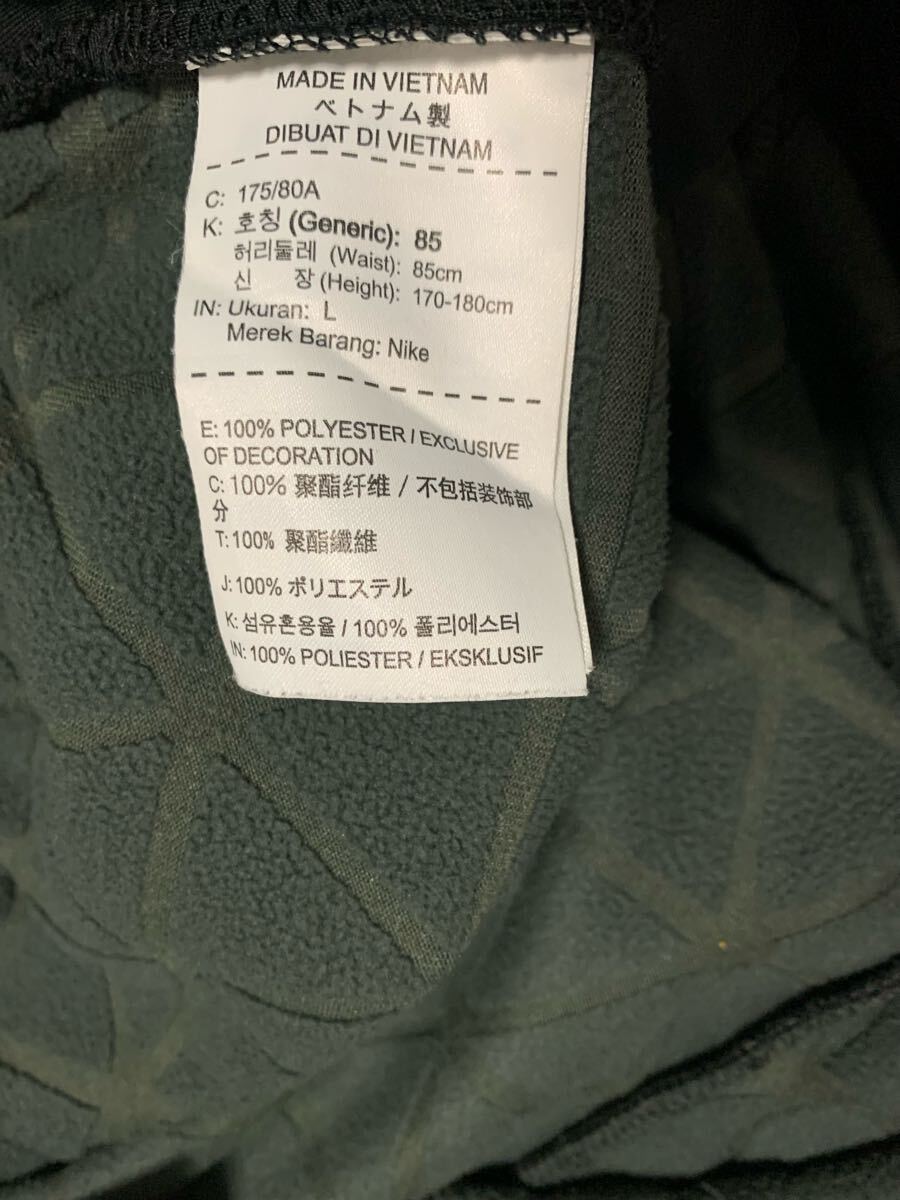 MADE IN VIETNAM
ベトナム製
DIBUAT DI VIETNAM
C: 175/80A
K: 호칭 (Generic): 85
허리둘레 (Waist): 85cm
신 장 (Height): 170-180cm
IN: Ukuran: L
Merek Barang: Nike
E: 100% POLYESTER / EXCLUSIVE
OF DECORATION
C: 100% 聚酯纤维 / 不包括装饰部
分
T: 100% 聚酯纖維
J: 100% ポリエステル
K: 섬유혼용율 / 100% 폴리에스터
IN: 100% POLIESTER / EKSKLUSIF